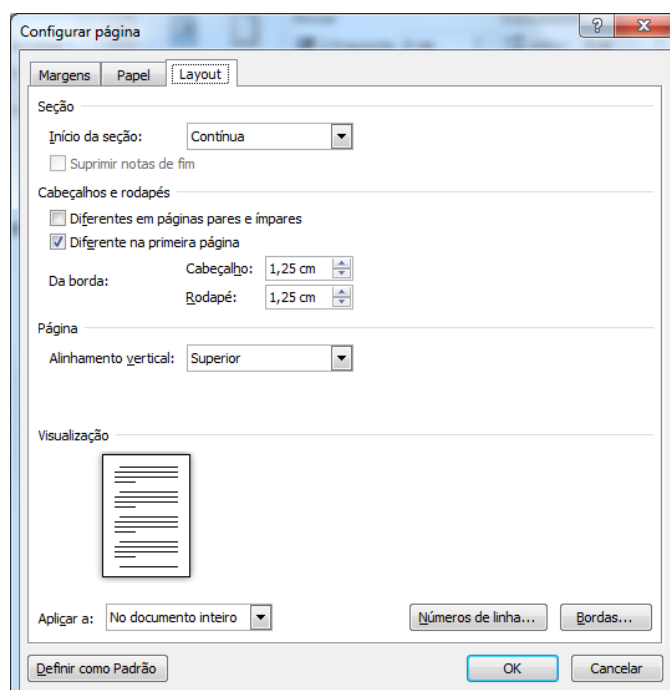 Configurar página
Margens Papel Layout
Seção
Início da seção: Contínua
Suprimir notas de fim
Cabeçalhos e rodapés
Diferentes em páginas pares e ímpares
Diferente na primeira página
Cabeçalho: 1,25 cm
Da borda:
Rodapé: 1,25 cm
Página
Alinhamento vertical: Superior
Visualização
Aplicar a: No documento inteiro Números de linha... Bordas...
Definir como Padrão OK Cancelar